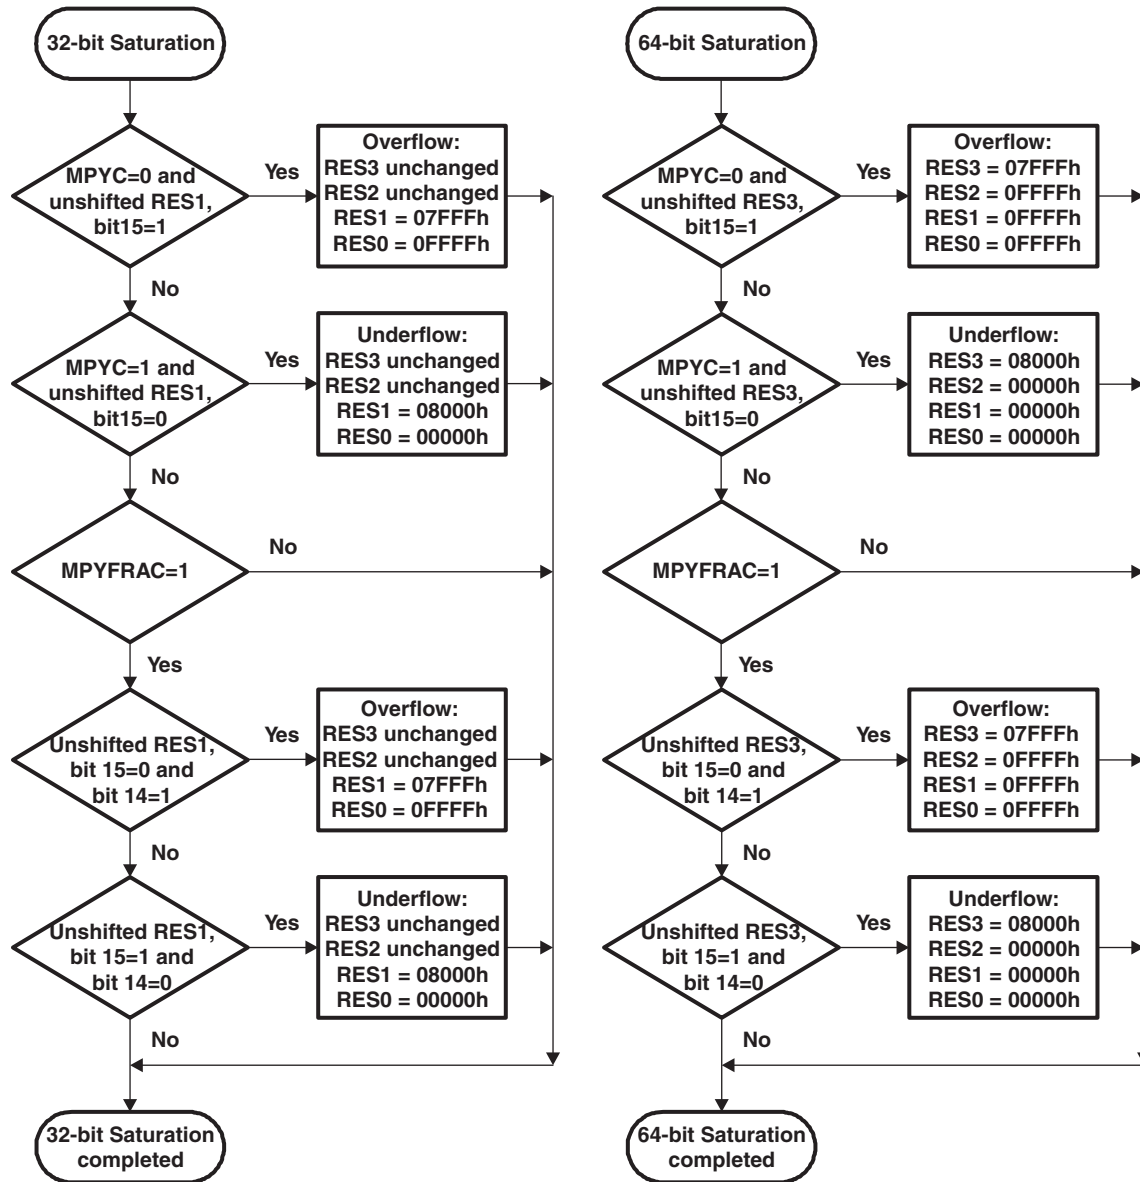 32-bit Saturation
MPYC=0 and
unshifted RES1,
bit15=1
Yes
Overflow:
RES3 unchanged
RES2 unchanged
RES1 = 07FFFh
RES0 = 0FFFFh
No
MPYC=1 and
unshifted RES1,
bit15=0
Yes
Underflow:
RES3 unchanged
RES2 unchanged
RES1 = 08000h
RES0 = 00000h
No
MPYFRAC=1
No
Yes
Unshifted RES1,
bit 15=0 and
bit 14=1
Yes
Overflow:
RES3 unchanged
RES2 unchanged
RES1 = 07FFFh
RES0 = 0FFFFh
No
Unshifted RES1,
bit 15=1 and
bit 14=0
Yes
Underflow:
RES3 unchanged
RES2 unchanged
RES1 = 08000h
RES0 = 00000h
No
32-bit Saturation
completed
64-bit Saturation
MPYC=0 and
unshifted RES3,
bit15=1
Yes
Overflow:
RES3 = 07FFFh
RES2 = 0FFFFh
RES1 = 0FFFFh
RES0 = 0FFFFh
No
MPYC=1 and
unshifted RES3,
bit15=0
Yes
Underflow:
RES3 = 08000h
RES2 = 00000h
RES1 = 00000h
RES0 = 00000h
No
MPYFRAC=1
No
Yes
Unshifted RES3,
bit 15=0 and
bit 14=1
Yes
Overflow:
RES3 = 07FFFh
RES2 = 0FFFFh
RES1 = 0FFFFh
RES0 = 0FFFFh
No
Unshifted RES3,
bit 15=1 and
bit 14=0
Yes
Underflow:
RES3 = 08000h
RES2 = 00000h
RES1 = 00000h
RES0 = 00000h
No
64-bit Saturation
completed